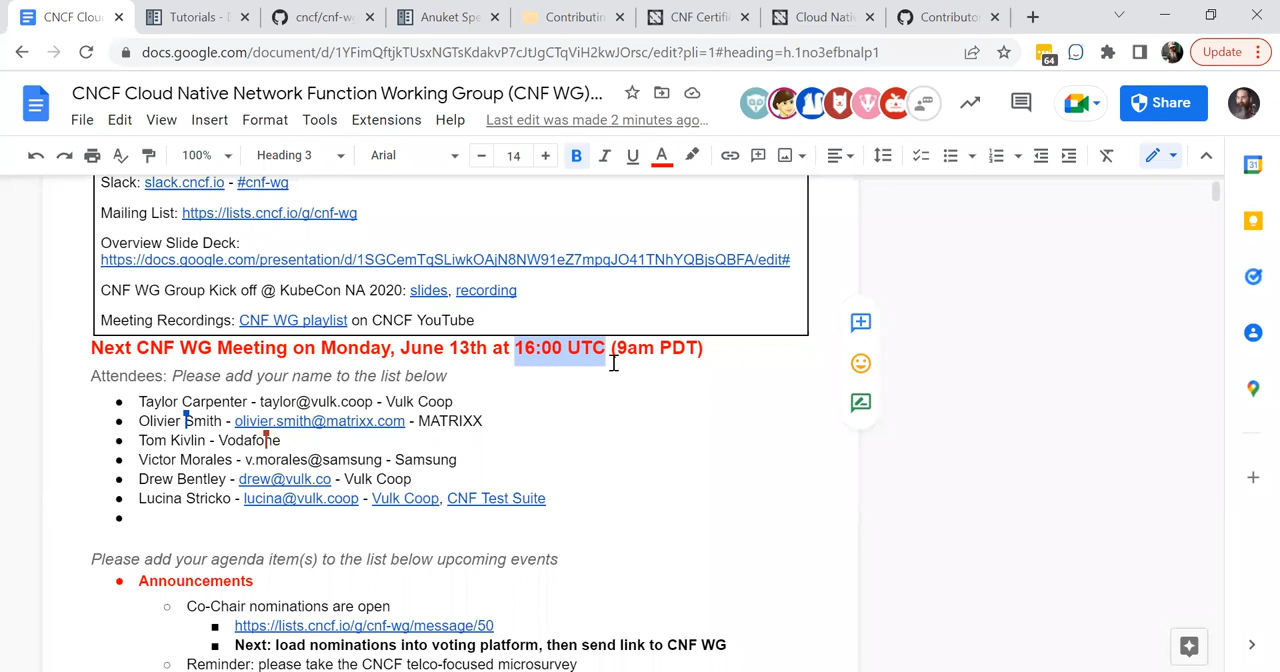 CNCF Clou
Tutorials - D
cncf/cnf-w
Anuket Spe
Contributin
CNF Certifi
Cloud Nati
Contributo
docs.google.com/document/d/1YFimQftjkTUsxNGTsKdakvP7cJtJgCTqViH2kwJOrsc/edit?pli=1#heading=h.1no3efbnalp1
64
Update
CNCF Cloud Native Network Function Working Group (CNF WG)...
File Edit View Insert Format Tools Extensions Help Last edit was made 2 minutes ago...
Share
100% Heading 3 Arial 14 B I U A
31
Slack: slack.cncf.io - #cnf-wg
Mailing List: https://lists.cncf.io/g/cnf-wg
Overview Slide Deck:
https://docs.google.com/presentation/d/1SGCemTqSLiwkOAjN8NW91eZ7mpqJO41TNhYQBjsQBFA/edit#
CNF WG Group Kick off @ KubeCon NA 2020: slides, recording
Meeting Recordings: CNF WG playlist on CNCF YouTube
Next CNF WG Meeting on Monday, June 13th at 16:00 UTC (9am PDT)
Attendees: Please add your name to the list below
● Taylor Carpenter - taylor@vulk.coop - Vulk Coop
● Olivier Smith - olivier.smith@matrixx.com - MATRIXX
● Tom Kivlin - Vodafone
● Victor Morales - v.morales@samsung - Samsung
● Drew Bentley - drew@vulk.co - Vulk Coop
● Lucina Stricko - lucina@vulk.coop - Vulk Coop, CNF Test Suite
●
Please add your agenda item(s) to the list below upcoming events
● Announcements
○ Co-Chair nominations are open
■ https://lists.cncf.io/g/cnf-wg/message/50
■ Next: load nominations into voting platform, then send link to CNF WG
○ Reminder: please take the CNCF telco-focused microsurvey